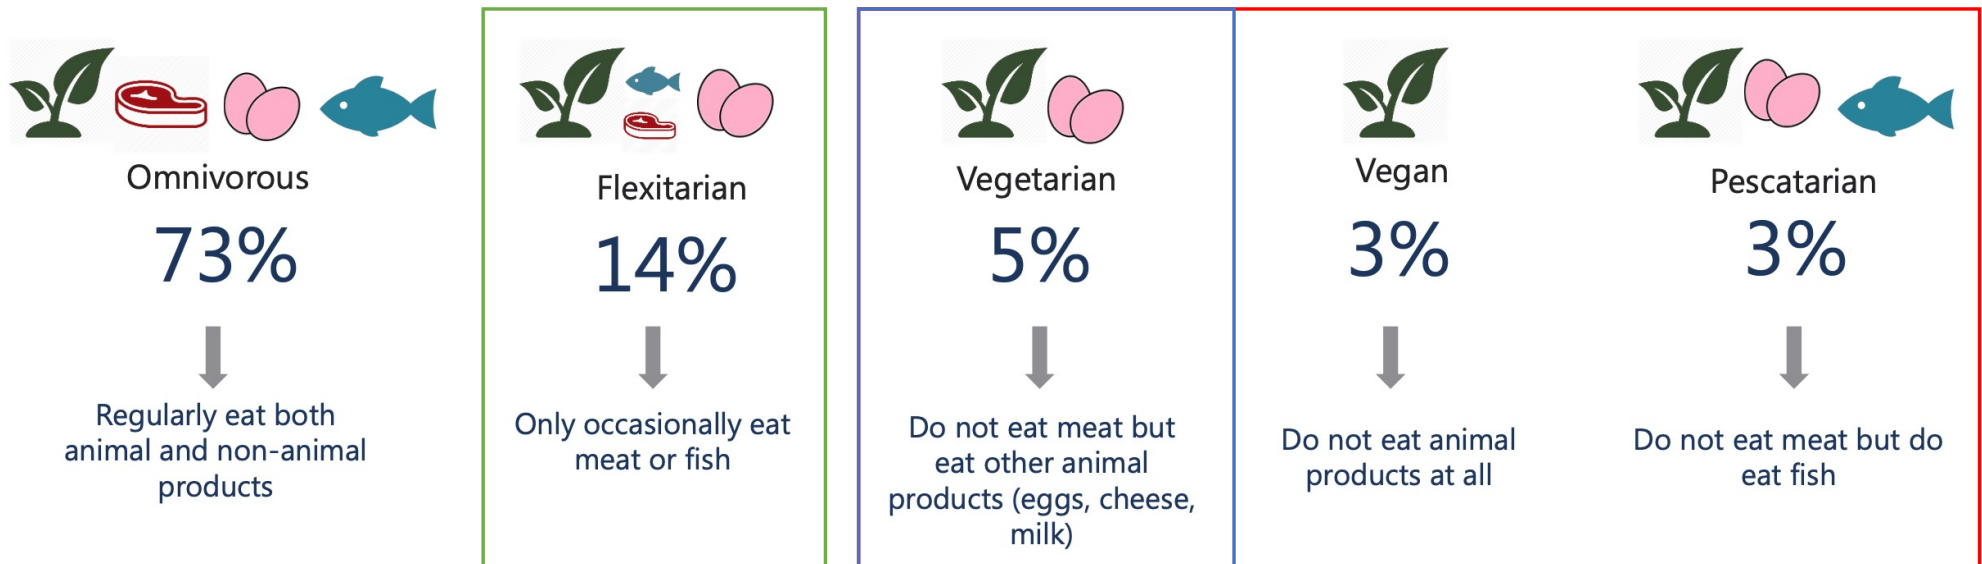 Omnivorous
73%
Regularly eat both
animal and non-animal
products
Flexitarian
14%
Only occasionally eat
meat or fish
Vegetarian
5%
Do not eat meat but
eat other animal
products (eggs, cheese,
milk)
Vegan
3%
Do not eat animal
products at all
Pescatarian
3%
Do not eat meat but do
eat fish